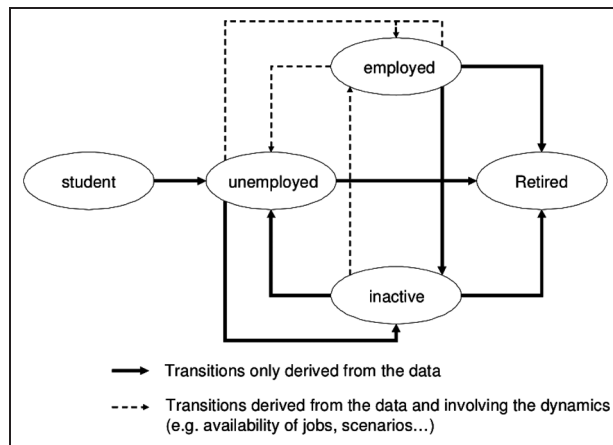 employed
student
unemployed
Retired
inactive
Transitions only derived from the data
Transitions derived from the data and involving the dynamics
(e.g. availability of jobs, scenarios…)